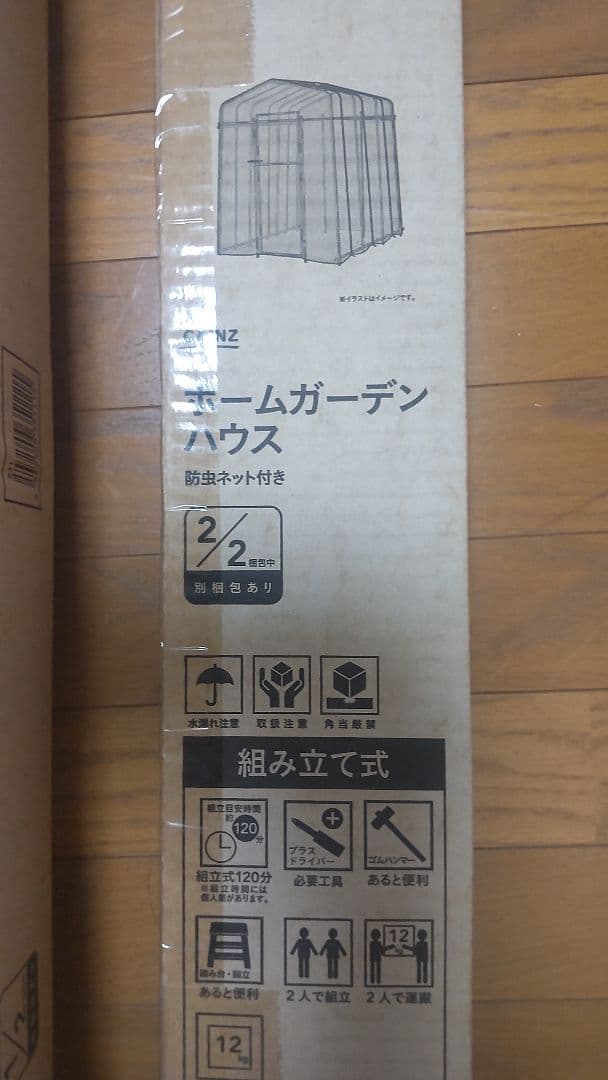 ※イラストはイメージです。
CAINZ
ホームガーデン
ハウス
防虫ネット付き
2/2 梱包中
別梱包あり
水濡れ注意 取扱注意 角当厳禁
組み立て式
組立目安時間
約120分
プラス
ドライバー
ゴムハンマー
組立式120分 必要工具 あると便利
※組立時間には
個人差があります。
踏み台・脚立
12kg
あると便利 2人で組立 2人で運搬
12kg